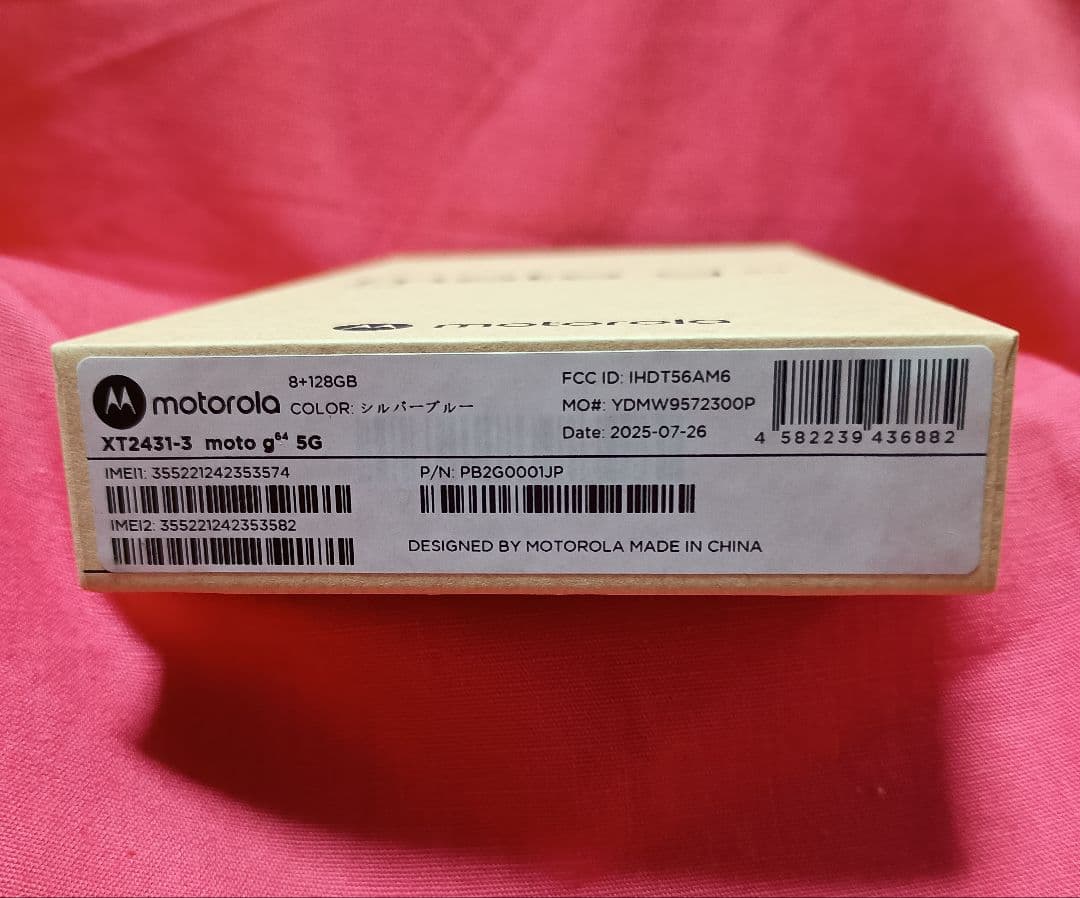 motorola
motorola
8+128GB
COLOR: シルバーブルー
XT2431-3 moto g64 5G
FCC ID: IHDT56AM6
MO#: YDMW9572300P
Date: 2025-07-26
4 582239 436882
IMEI1: 355221242353574
IMEI2: 355221242353582
P/N: PB2G0001JP
DESIGNED BY MOTOROLA MADE IN CHINA